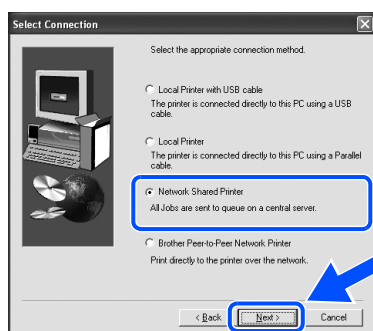 Select Connection
Select the appropriate connection method.
Local Printer with USB cable
The printer is connected directly to this PC using a USB
cable.
Local Printer
The printer is connected directly to this PC using a Parallel
cable.
Network Shared Printer
All Jobs are sent to queue on a central server.
Brother Peer-to-Peer Network Printer
Print directly to the printer over the network.
< Back Next > Cancel